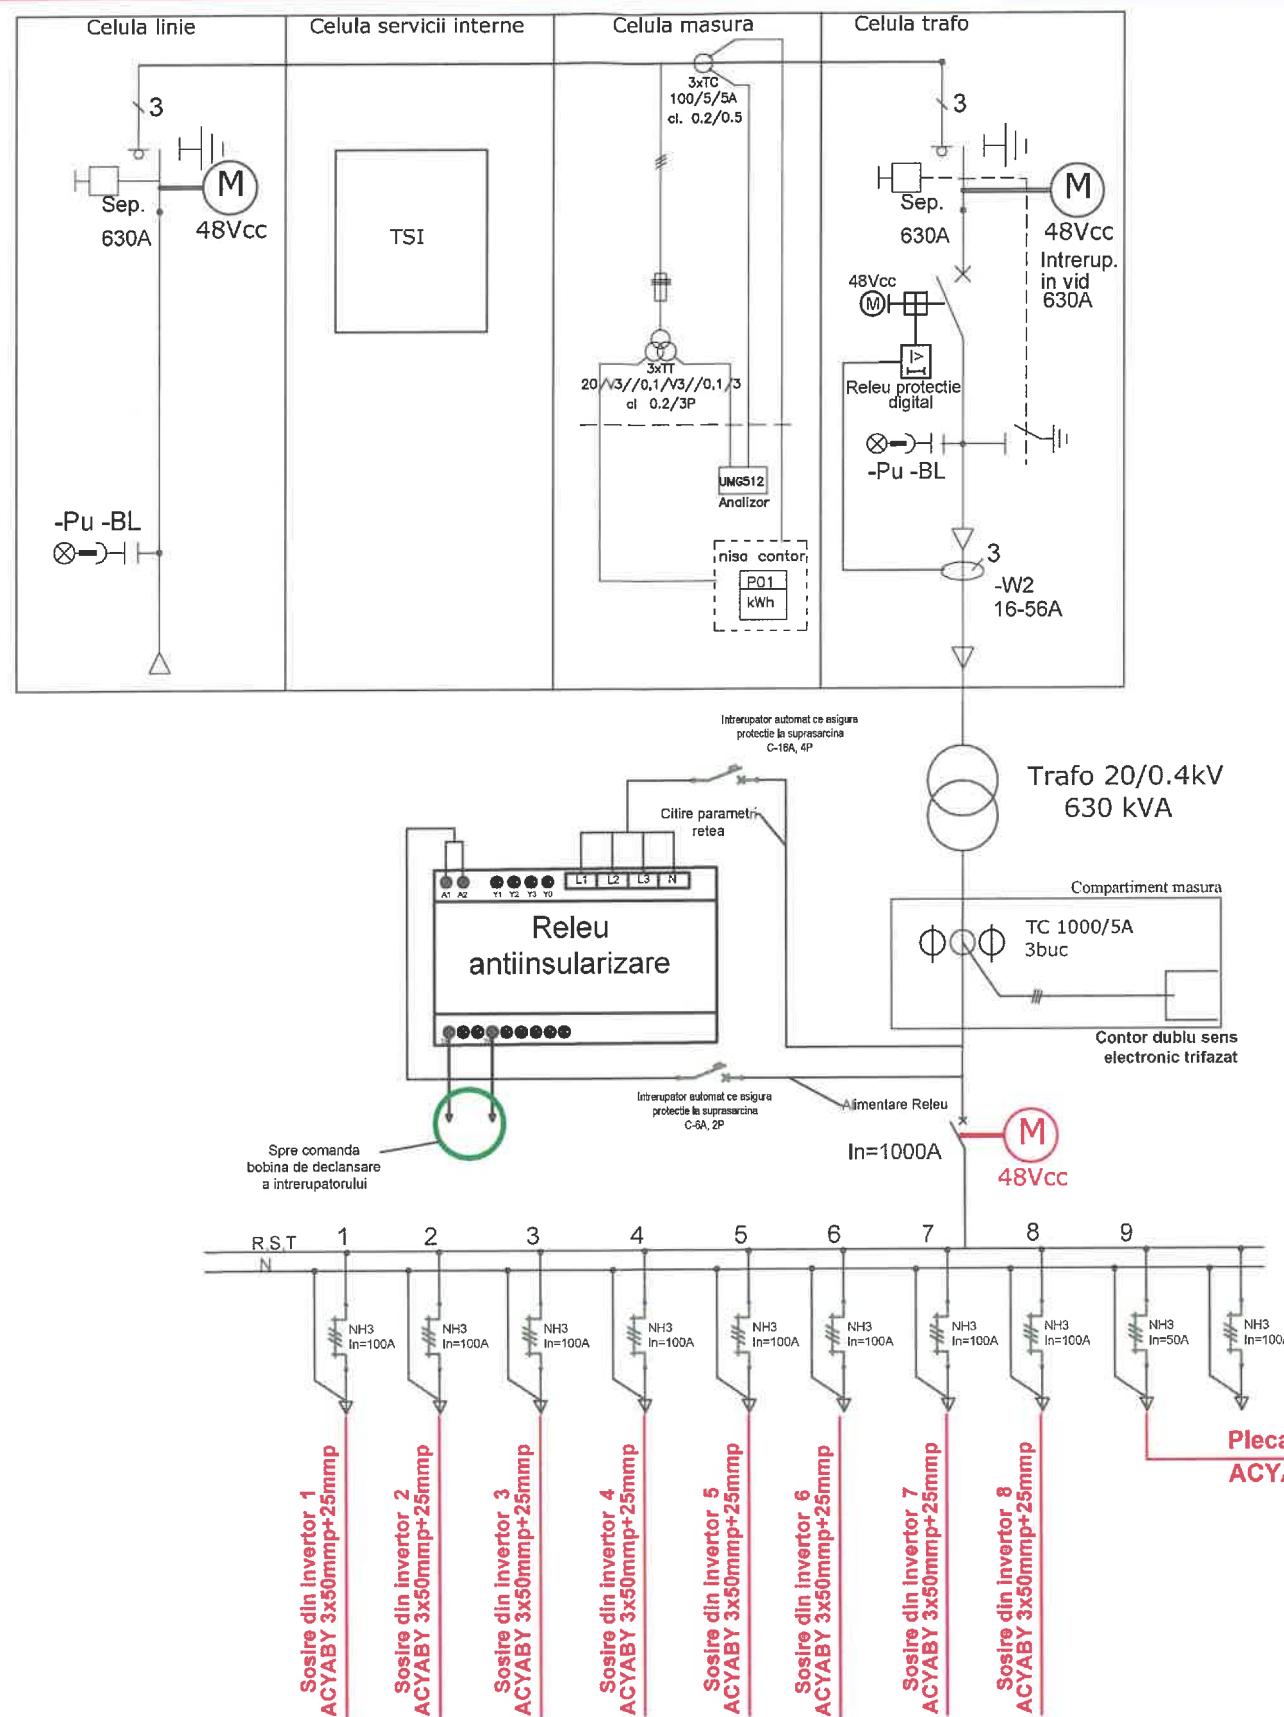 Celula linie
Celula servicii interne
Celula masura
Celula trafo
3
Sep.
630A
M
48Vcc
-Pu -BL
TSI
3xTC
100/5/5A
cl. 0.2/0.5
3xTT
20/√3//0,1/√3//0,1/3
cl 0.2/3P
UMG512
Analizor
nisa contor
P01
kWh
3
Sep.
630A
M
48Vcc
Intrerup.
in vid
630A
48Vcc
M
I>
Releu protectie
digital
-Pu -BL
3
-W2
16-56A
Intrerupator automat ce asigura
protectie la suprasarcina
C-16A, 4P
Citire parametri
retea
Trafo 20/0.4kV
630 kVA
A1 A2 Y1 Y2 Y3 Y0 L1 L2 L3 N
Releu
antiinsularizare
Compartiment masura
TC 1000/5A
3buc
Contor dublu sens
electronic trifazat
Intrerupator automat ce asigura
protectie la suprasarcina
C-6A, 2P
Alimentare Releu
Spre comanda
bobina de declansare
a intrerupatorului
In=1000A
M
48Vcc
R.S.T
N
1 2 3 4 5 6 7 8 9
NH3
In=100A
NH3
In=100A
NH3
In=100A
NH3
In=100A
NH3
In=100A
NH3
In=100A
NH3
In=100A
NH3
In=100A
NH3
In=50A
NH3
In=100A
Sosire din invertor 1
ACYABY 3x50mmp+25mmp
Sosire din invertor 2
ACYABY 3x50mmp+25mmp
Sosire din invertor 3
ACYABY 3x50mmp+25mmp
Sosire din invertor 4
ACYABY 3x50mmp+25mmp
Sosire din invertor 5
ACYABY 3x50mmp+25mmp
Sosire din invertor 6
ACYABY 3x50mmp+25mmp
Sosire din invertor 7
ACYABY 3x50mmp+25mmp
Sosire din invertor 8
ACYABY 3x50mmp+25mmp